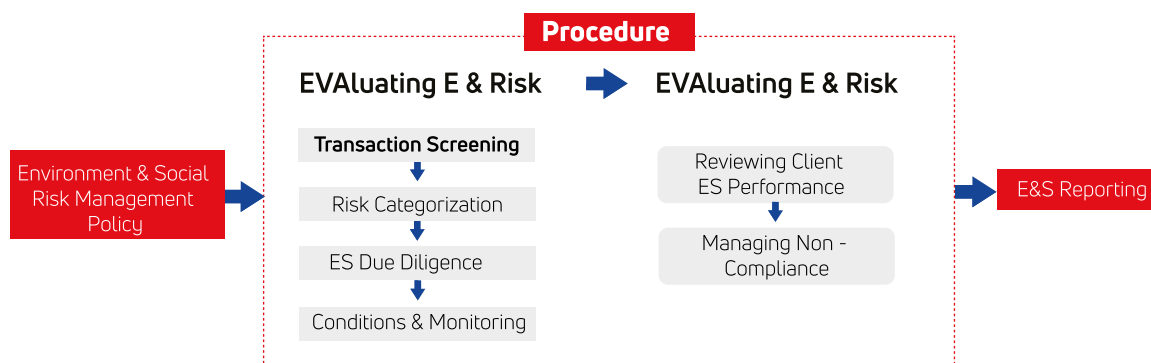 Procedure
EVAluating E & Risk
EVAluating E & Risk
Environment & Social
Risk Management
Policy
Transaction Screening
Risk Categorization
ES Due Diligence
Conditions & Monitoring
Reviewing Client
ES Performance
Managing Non -
Compliance
E&S Reporting